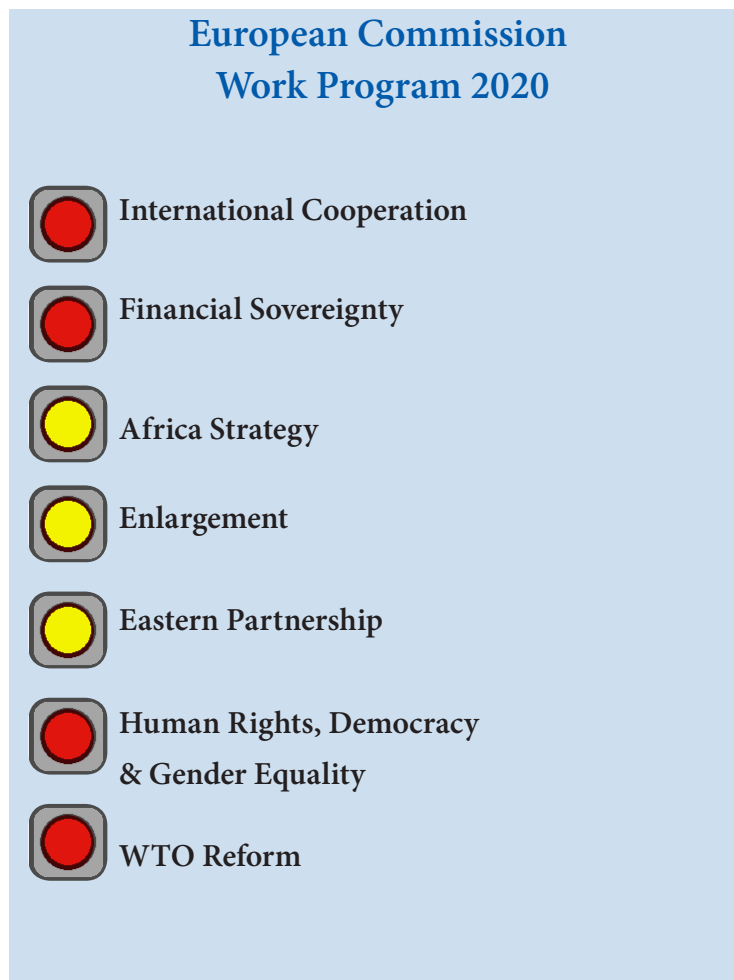 European Commission
Work Program 2020
International Cooperation
Financial Sovereignty
Africa Strategy
Enlargement
Eastern Partnership
Human Rights, Democracy
& Gender Equality
WTO Reform